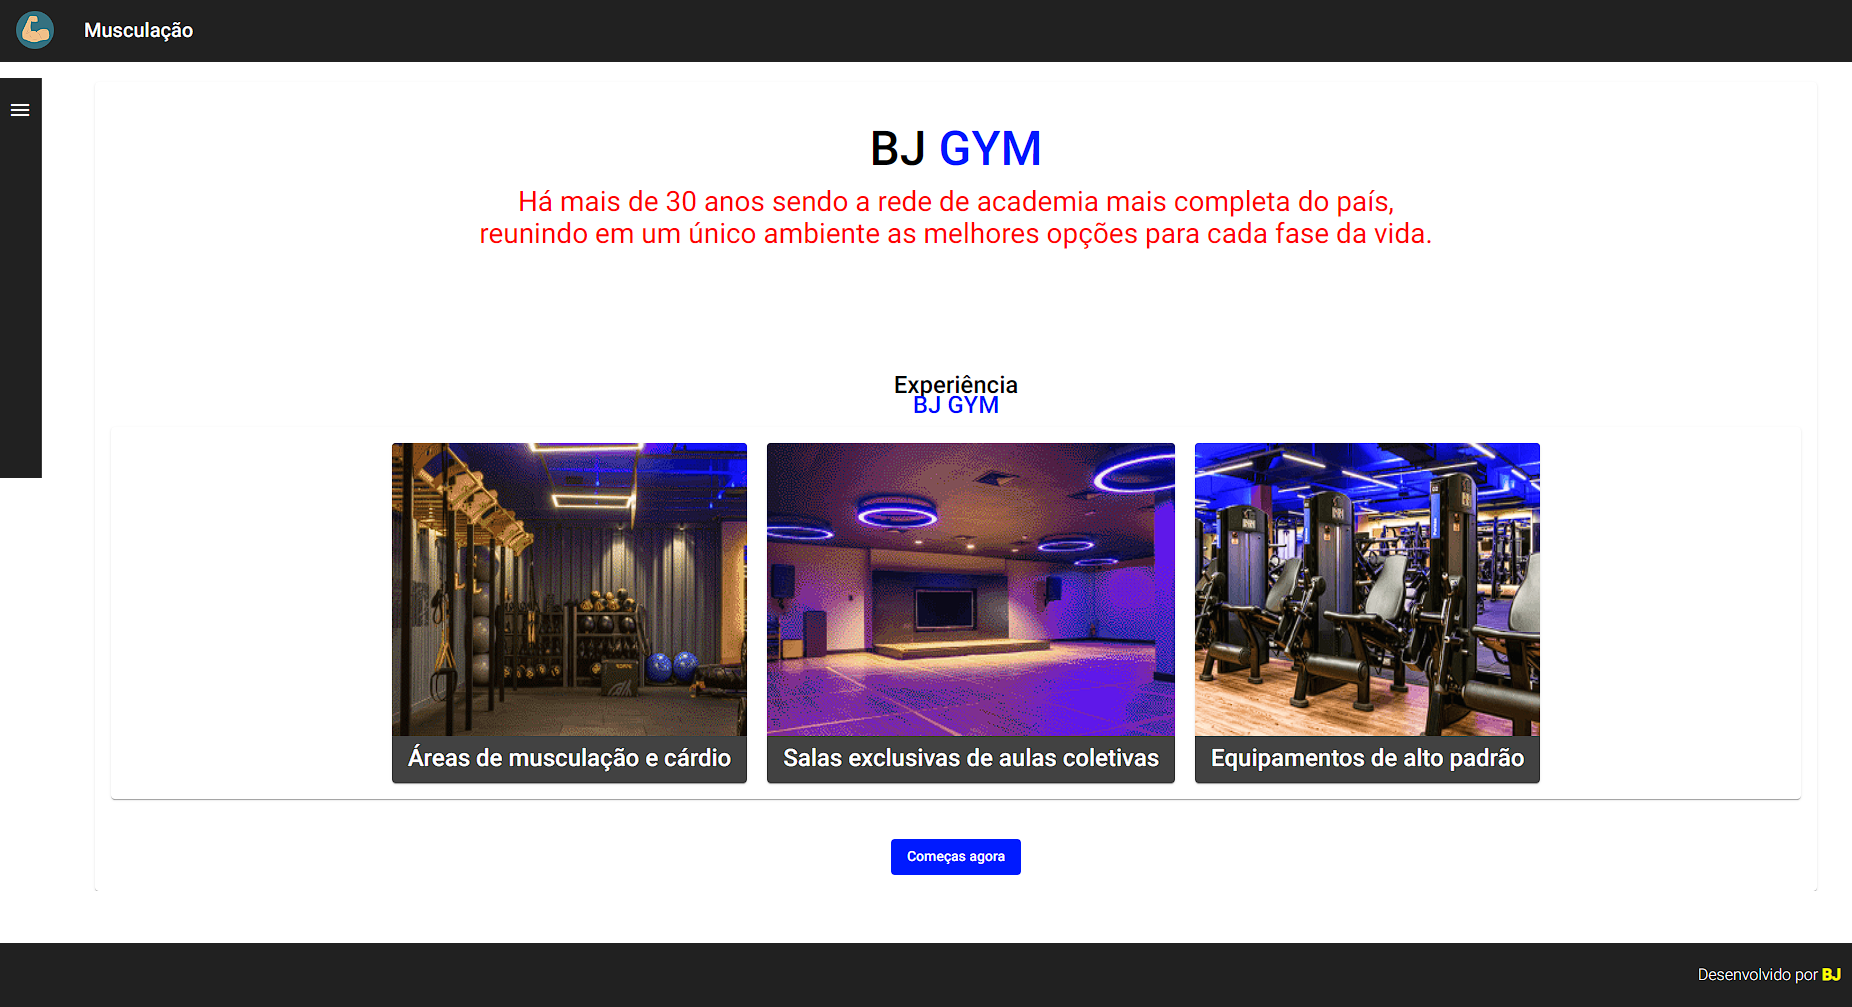 Musculação
BJ GYM
Há mais de 30 anos sendo a rede de academia mais completa do país,
reunindo em um único ambiente as melhores opções para cada fase da vida.
Experiência
BJ GYM
Áreas de musculação e cárdio
Salas exclusivas de aulas coletivas
Equipamentos de alto padrão
Começas agora
Desenvolvido por BJ